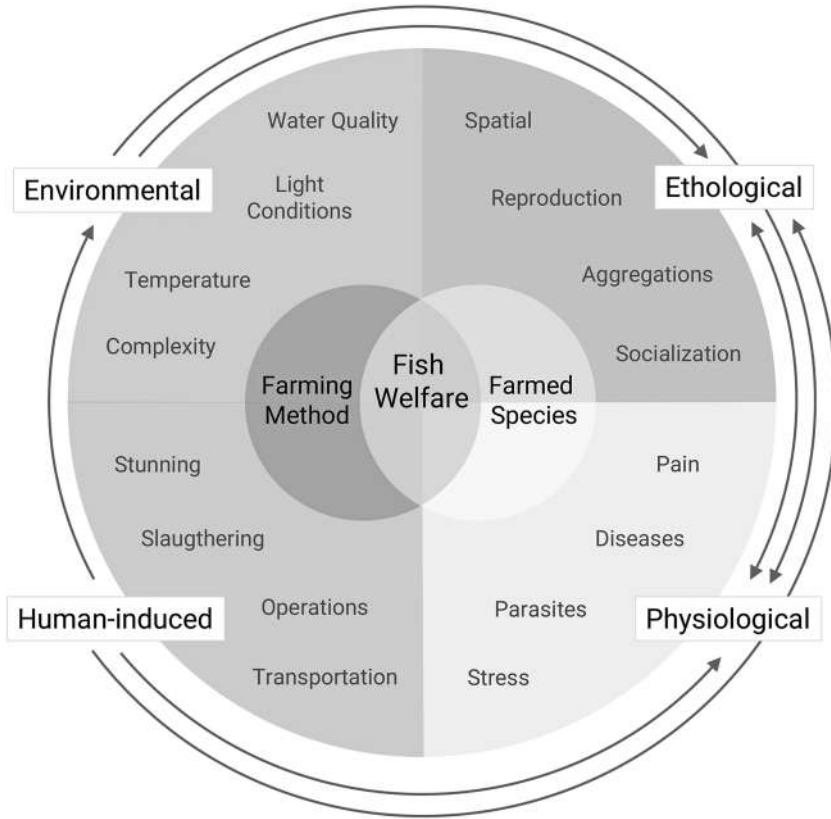 Water Quality
Spatial
Environmental
Light
Conditions
Reproduction
Ethological
Temperature
Aggregations
Complexity
Socialization
Farming
Method
Fish
Welfare
Farmed
Species
Stunning
Pain
Slaugthering
Diseases
Human-induced
Operations
Parasites
Physiological
Transportation
Stress